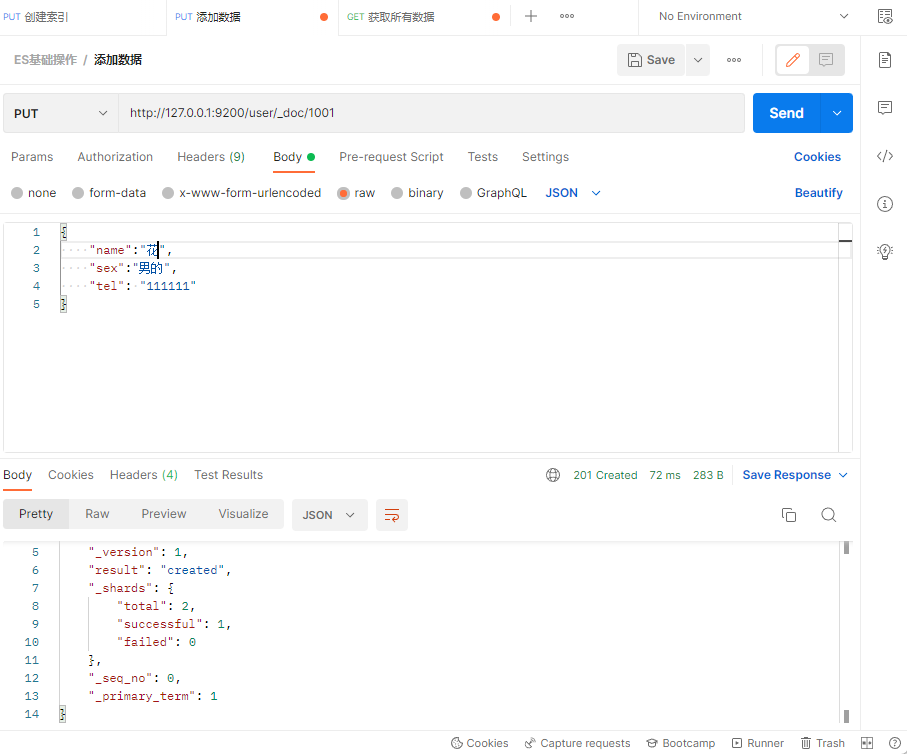 PUT 创建索引 PUT 添加数据 GET 获取所有数据 No Environment
ES基础操作 / 添加数据 Save
PUT http://127.0.0.1:9200/user/_doc/1001 Send
Params Authorization Headers (9) Body Pre-request Script Tests Settings Cookies
none form-data x-www-form-urlencoded raw binary GraphQL JSON Beautify
1 {
2 "name":"花",
3 "sex":"男的",
4 "tel": "111111"
5 }
Body Cookies Headers (4) Test Results 201 Created 72 ms 283 B Save Response
Pretty Raw Preview Visualize JSON
5 "_version": 1,
6 "result": "created",
7 "_shards": {
8 "total": 2,
9 "successful": 1,
10 "failed": 0
11 },
12 "_seq_no": 0,
13 "_primary_term": 1
14 }
Cookies Capture requests Bootcamp Runner Trash